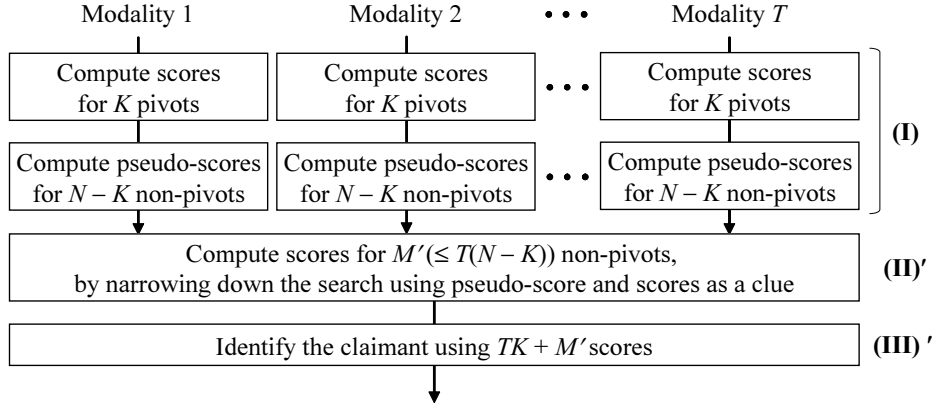 Modality 1 Modality 2 • • • Modality T
Compute scores
for K pivots
Compute scores
for K pivots
• • •
Compute scores
for K pivots
(I)
Compute pseudo-scores
for N − K non-pivots
Compute pseudo-scores
for N − K non-pivots
• • •
Compute pseudo-scores
for N − K non-pivots
Compute scores for M′(≤ T(N − K)) non-pivots,
by narrowing down the search using pseudo-score and scores as a clue
(II)′
Identify the claimant using TK + M′ scores
(III) ′